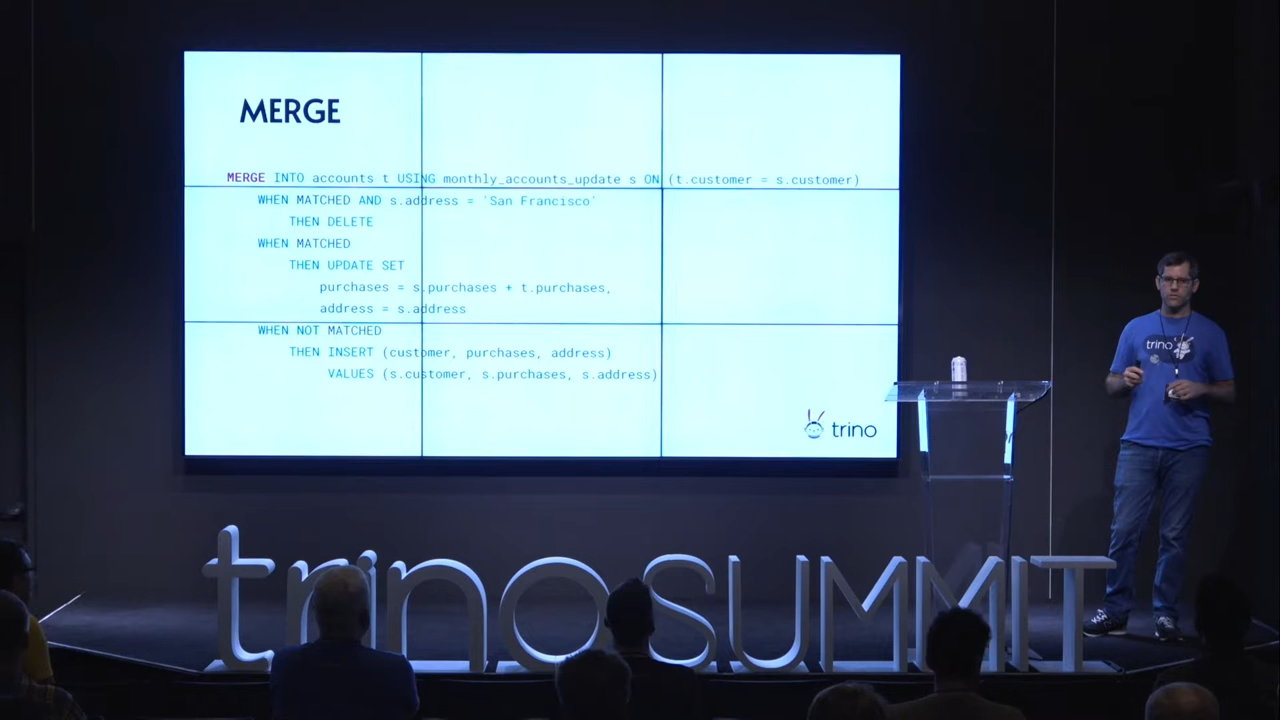 MERGE
MERGE INTO accounts t USING monthly_accounts_update s ON (t.customer = s.customer)
WHEN MATCHED AND s.address = 'San Francisco'
THEN DELETE
WHEN MATCHED
THEN UPDATE SET
purchases = s.purchases + t.purchases,
address = s.address
WHEN NOT MATCHED
THEN INSERT (customer, purchases, address)
VALUES (s.customer, s.purchases, s.address)
trino
trino
trinoSUMMIT